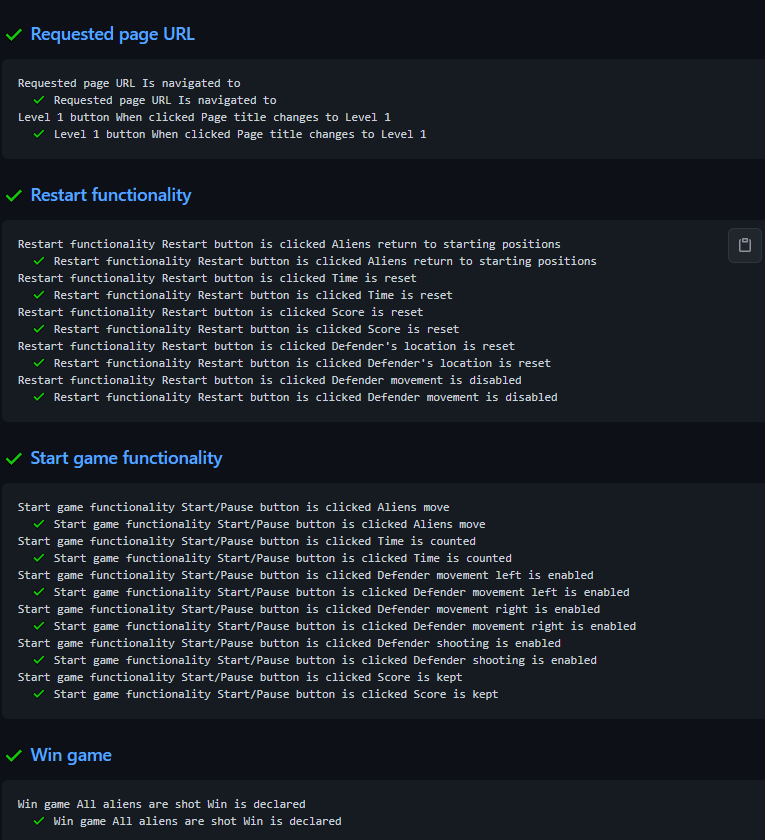 Requested page URL
Requested page URL Is navigated to
Requested page URL Is navigated to
Level 1 button When clicked Page title changes to Level 1
Level 1 button When clicked Page title changes to Level 1
Restart functionality
Restart functionality Restart button is clicked Aliens return to starting positions
Restart functionality Restart button is clicked Aliens return to starting positions
Restart functionality Restart button is clicked Time is reset
Restart functionality Restart button is clicked Time is reset
Restart functionality Restart button is clicked Score is reset
Restart functionality Restart button is clicked Score is reset
Restart functionality Restart button is clicked Defender's location is reset
Restart functionality Restart button is clicked Defender's location is reset
Restart functionality Restart button is clicked Defender movement is disabled
Restart functionality Restart button is clicked Defender movement is disabled
Start game functionality
Start game functionality Start/Pause button is clicked Aliens move
Start game functionality Start/Pause button is clicked Aliens move
Start game functionality Start/Pause button is clicked Time is counted
Start game functionality Start/Pause button is clicked Time is counted
Start game functionality Start/Pause button is clicked Defender movement left is enabled
Start game functionality Start/Pause button is clicked Defender movement left is enabled
Start game functionality Start/Pause button is clicked Defender movement right is enabled
Start game functionality Start/Pause button is clicked Defender movement right is enabled
Start game functionality Start/Pause button is clicked Defender shooting is enabled
Start game functionality Start/Pause button is clicked Defender shooting is enabled
Start game functionality Start/Pause button is clicked Score is kept
Start game functionality Start/Pause button is clicked Score is kept
Win game
Win game All aliens are shot Win is declared
Win game All aliens are shot Win is declared